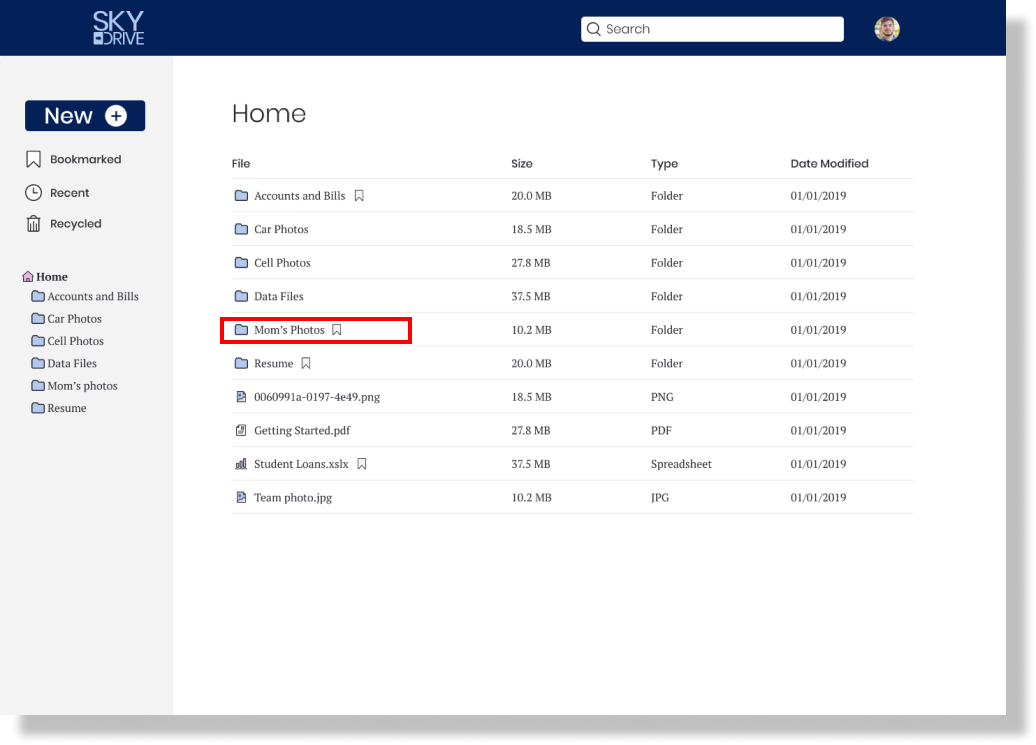 SKY
DRIVE
Search
New
Bookmarked
Recent
Recycled
Home
Accounts and Bills
Car Photos
Cell Photos
Data Files
Mom's photos
Resume
Home
File Size Type Date Modified
Accounts and Bills 20.0 MB Folder 01/01/2019
Car Photos 18.5 MB Folder 01/01/2019
Cell Photos 27.8 MB Folder 01/01/2019
Data Files 37.5 MB Folder 01/01/2019
Mom's Photos 10.2 MB Folder 01/01/2019
Resume 20.0 MB Folder 01/01/2019
0060991a-0197-4e49.png 18.5 MB PNG 01/01/2019
Getting Started.pdf 27.8 MB PDF 01/01/2019
Student Loans.xslx 37.5 MB Spreadsheet 01/01/2019
Team photo.jpg 10.2 MB JPG 01/01/2019